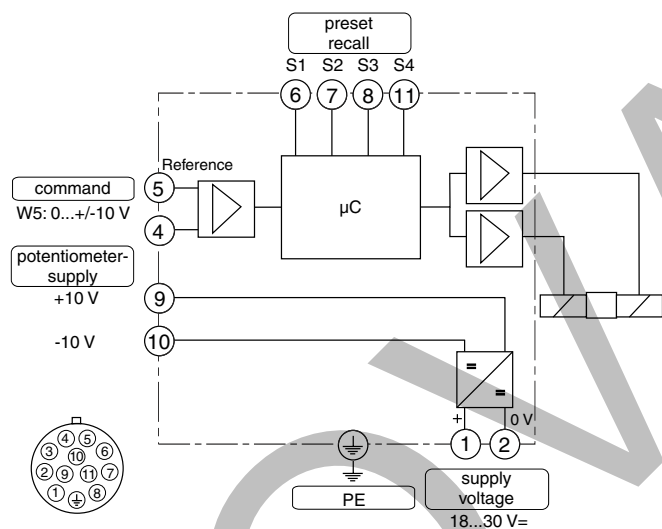 preset
recall
S1 S2 S3 S4
6 7 8 11
Reference
command
W5: 0...+/-10 V
5
4
µC
potentiometer-
supply
+10 V
9
-10 V
10
=
=
+ 0 V
1 2
PE
supply
voltage
18...30 V=
4 5
3 10 6
2 9 11 7
1 8